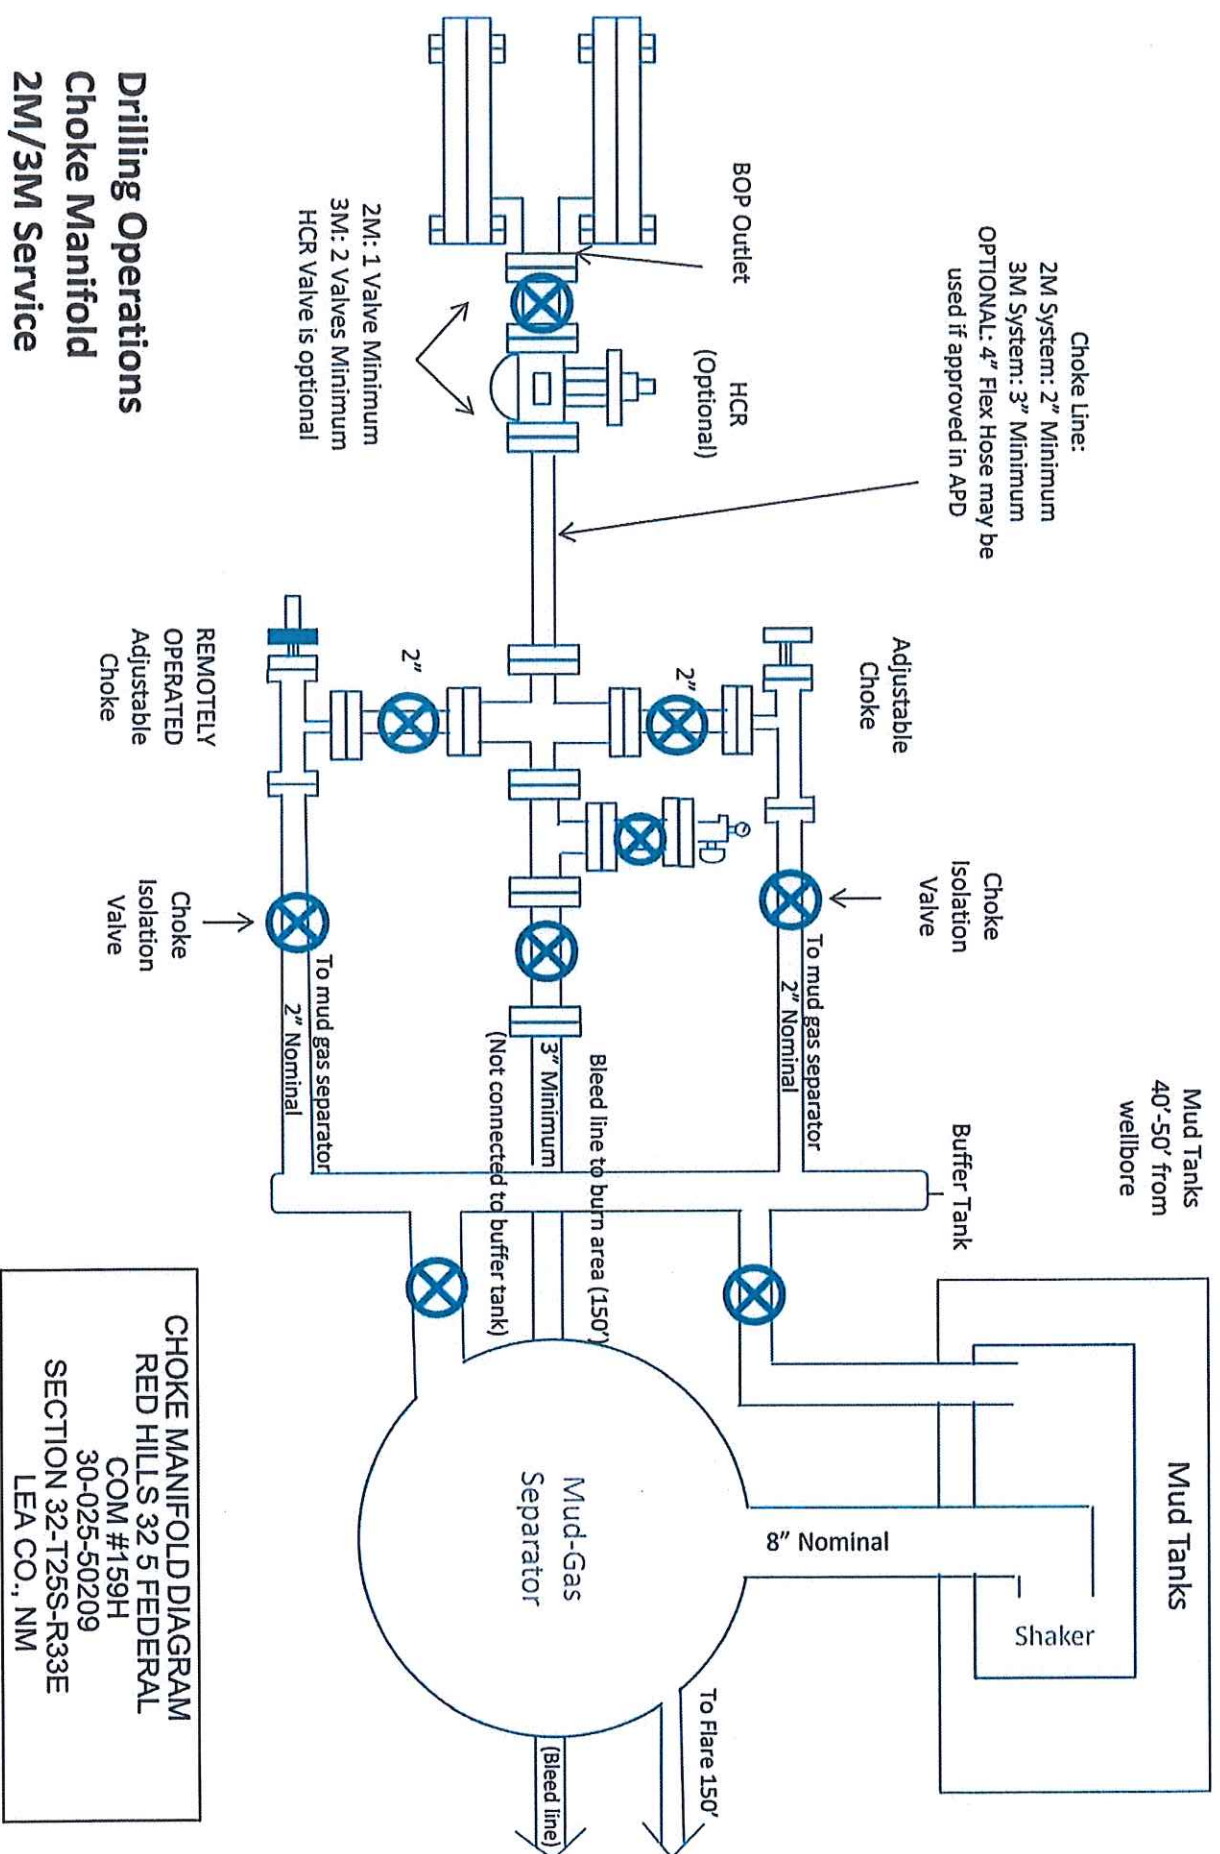 Choke Line:
2M System: 2” Minimum
3M System: 3” Minimum
OPTIONAL: 4” Flex Hose may be
used if approved in APD
Mud Tanks
40’-50’ from
wellbore
Mud Tanks
Shaker
8” Nominal
Buffer Tank
BOP Outlet
HCR
(Optional)
Adjustable
Choke
Choke
Isolation
Valve
To mud gas separator
2” Nominal
2”
Bleed line to burn area (150’)
3” Minimum
(Not connected to buffer tank)
Mud-Gas
Separator
To Flare 150’
(Bleed line)
2”
2M: 1 Valve Minimum
3M: 2 Valves Minimum
HCR Valve is optional
REMOTELY
OPERATED
Adjustable
Choke
Choke
Isolation
Valve
To mud gas separator
2” Nominal
Drilling Operations
Choke Manifold
2M/3M Service
CHOKE MANIFOLD DIAGRAM
RED HILLS 32 5 FEDERAL
COM #159H
30-025-50209
SECTION 32-T25S-R33E
LEA CO., NM